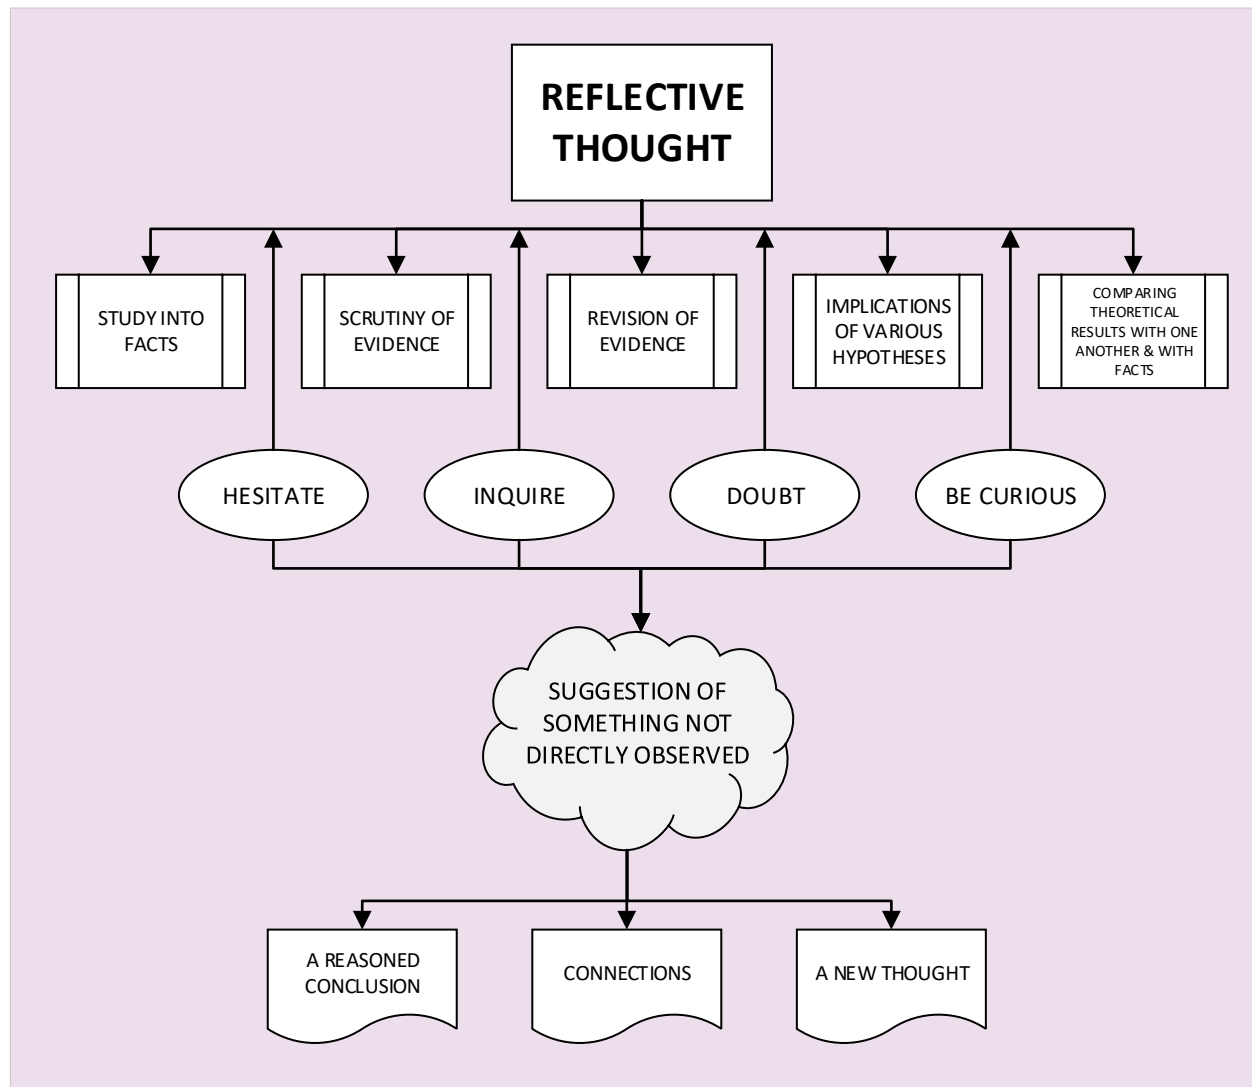 REFLECTIVE
THOUGHT
STUDY INTO
FACTS
SCRUTINY OF
EVIDENCE
REVISION OF
EVIDENCE
IMPLICATIONS
OF VARIOUS
HYPOTHESES
COMPARING
THEORETICAL
RESULTS WITH ONE
ANOTHER & WITH
FACTS
HESITATE
INQUIRE
DOUBT
BE CURIOUS
SUGGESTION OF
SOMETHING NOT
DIRECTLY OBSERVED
A REASONED
CONCLUSION
CONNECTIONS
A NEW THOUGHT